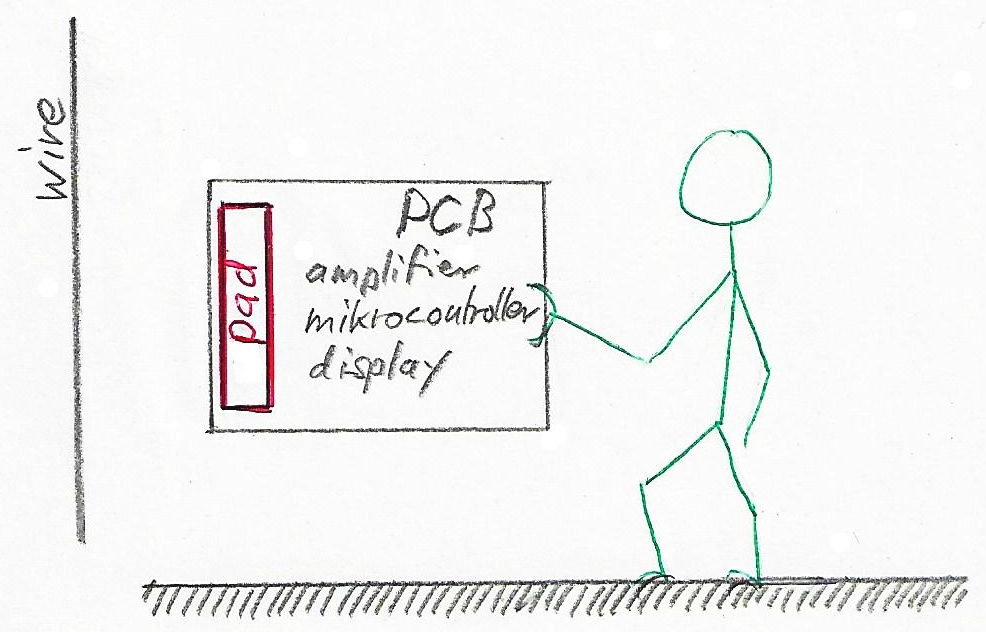 wire
PCB
pad
amplifier
mikrocontroller
display